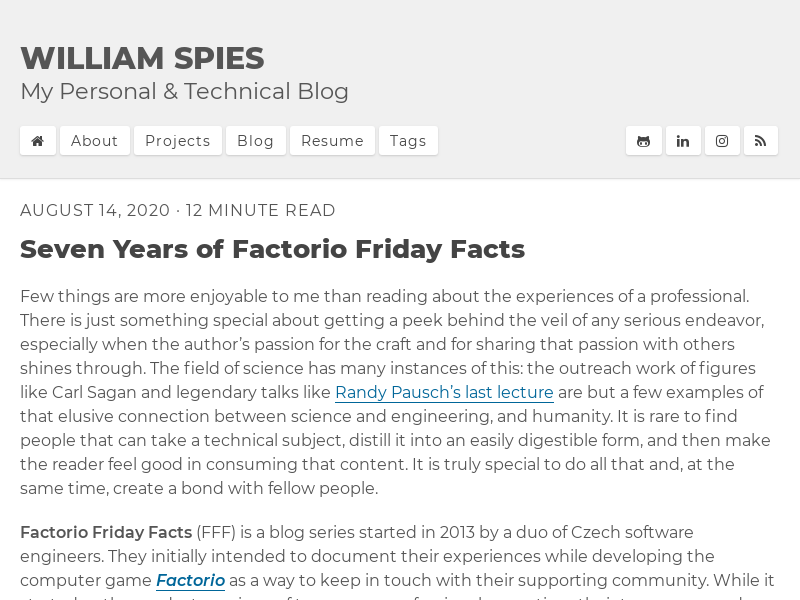 WILLIAM SPIES
My Personal & Technical Blog
About
Projects
Blog
Resume
Tags
AUGUST 14, 2020 · 12 MINUTE READ
Seven Years of Factorio Friday Facts
Few things are more enjoyable to me than reading about the experiences of a professional.
There is just something special about getting a peek behind the veil of any serious endeavor,
especially when the author’s passion for the craft and for sharing that passion with others
shines through. The field of science has many instances of this: the outreach work of figures
like Carl Sagan and legendary talks like Randy Pausch’s last lecture are but a few examples of
that elusive connection between science and engineering, and humanity. It is rare to find
people that can take a technical subject, distill it into an easily digestible form, and then make
the reader feel good in consuming that content. It is truly special to do all that and, at the
same time, create a bond with fellow people.
Factorio Friday Facts (FFF) is a blog series started in 2013 by a duo of Czech software
engineers. They initially intended to document their experiences while developing the
computer game Factorio as a way to keep in touch with their supporting community. While it